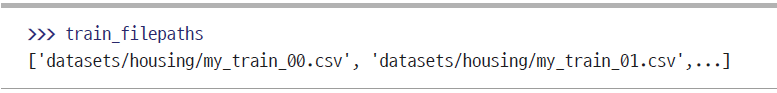 >>> train_filepaths
['datasets/housing/my_train_00.csv', 'datasets/housing/my_train_01.csv',...]